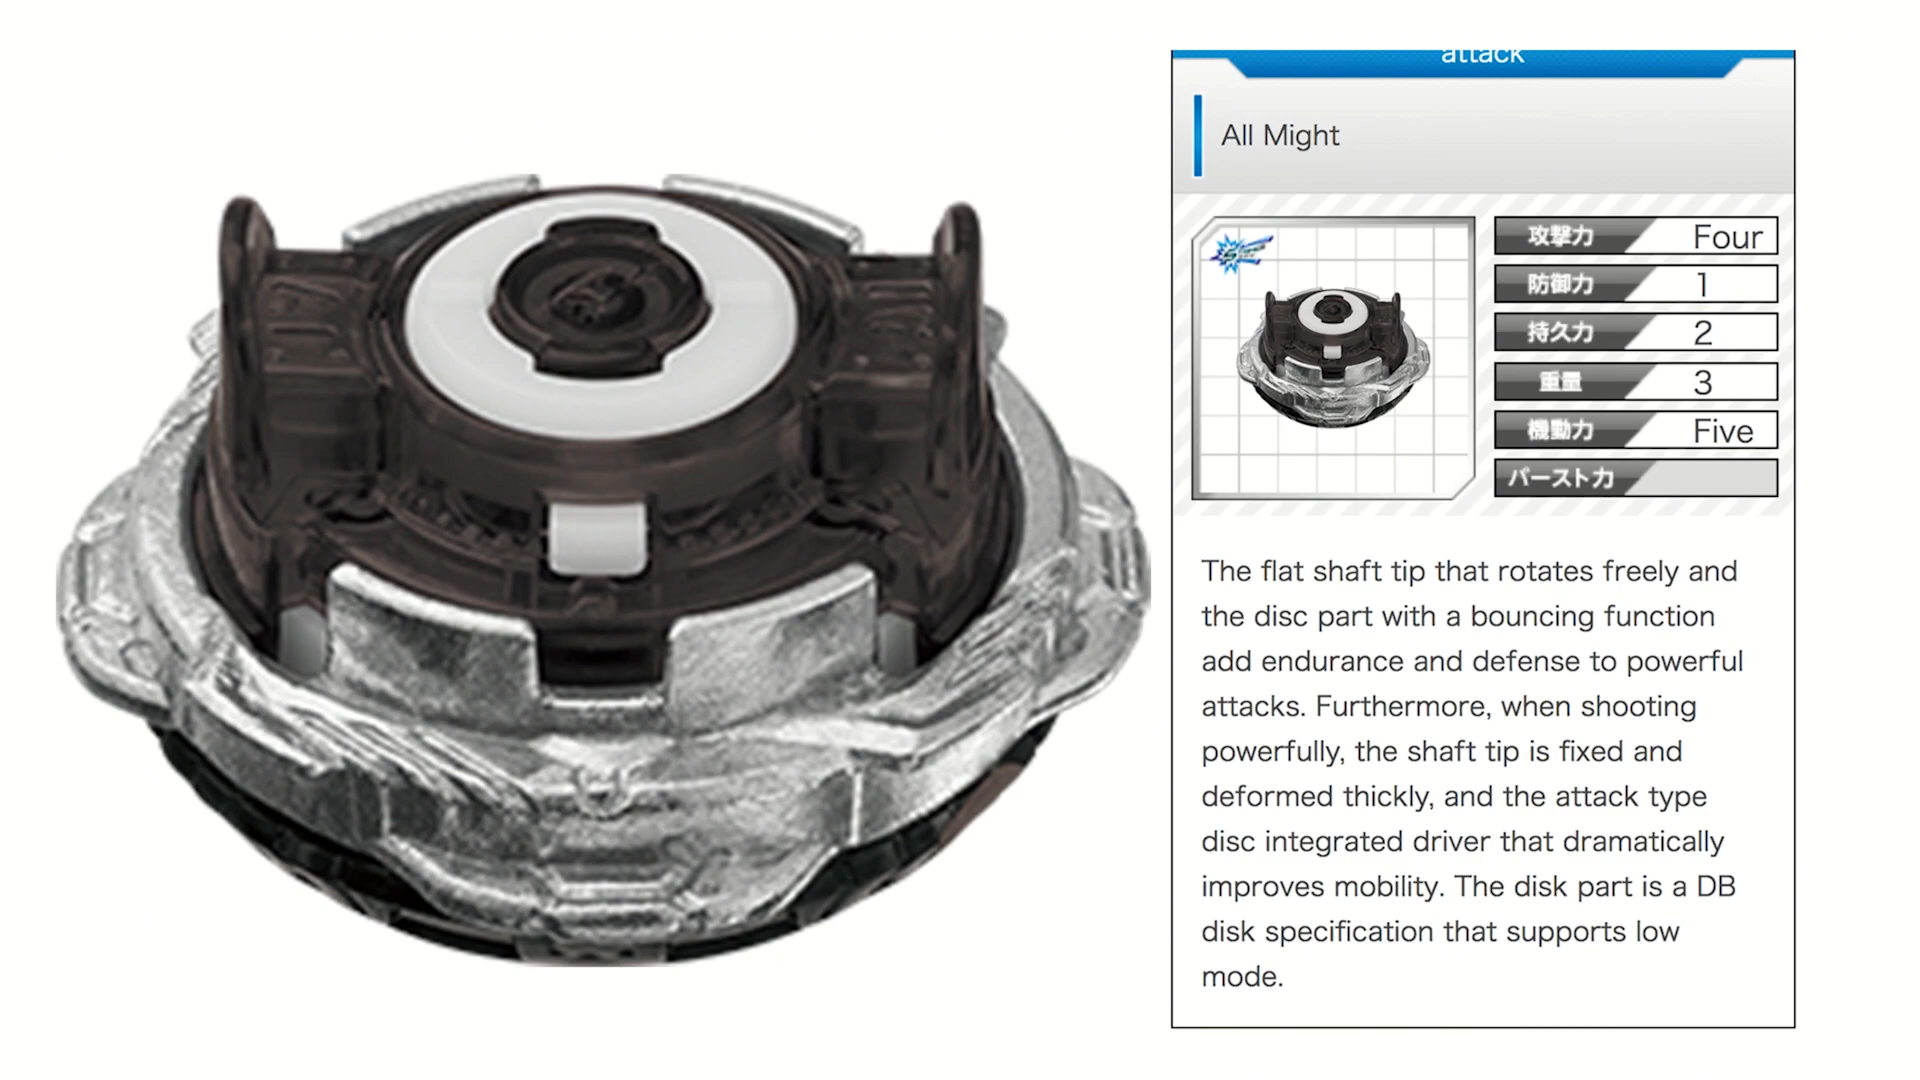 attack
All Might
攻撃力 Four
防御力 1
持久力 2
重量 3
機動力 Five
バースト力
The flat shaft tip that rotates freely and
the disc part with a bouncing function
add endurance and defense to powerful
attacks. Furthermore, when shooting
powerfully, the shaft tip is fixed and
deformed thickly, and the attack type
disc integrated driver that dramatically
improves mobility. The disk part is a DB
disk specification that supports low
mode.